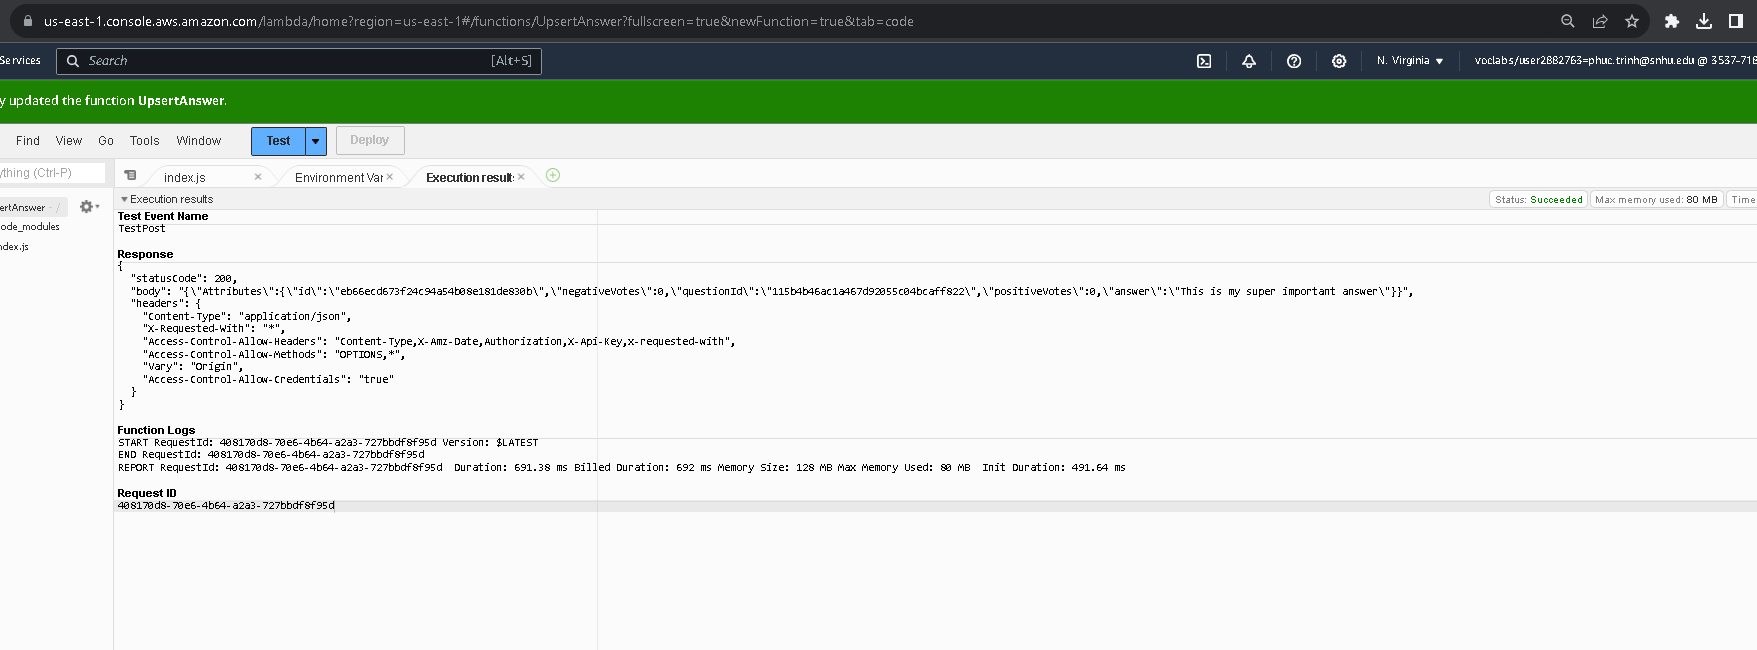 us-east-1.console.aws.amazon.com/lambda/home?region=us-east-1#/functions/UpsertAnswer?fullscreen=true&newFunction=true&tab=code
Services Search [Alt+S] N. Virginia ▼ voclabs/user2882763=phuc.trinh@snhu.edu @ 3537-718
y updated the function UpsertAnswer.
Find View Go Tools Window Test Deploy
ything (Ctrl-P) index.js Environment Var Execution results
Execution results Status: Succeeded Max memory used: 80 MB Time
ertAnswer - /
ode_modules
ndex.js
Test Event Name
TestPost
Response
{
"statusCode": 200,
"body": "{\"Attributes\":{\"id\":\"eb66ecd673f24c94a54b08e181de830b\",\"negativeVotes\":0,\"questionId\":\"115b4b46ac1a467d92055c04bcaff822\",\"positiveVotes\":0,\"answer\":\"This is my super important answer\"}}",
"headers": {
"Content-Type": "application/json",
"X-Requested-With": "*",
"Access-Control-Allow-Headers": "Content-Type,X-Amz-Date,Authorization,X-Api-Key,x-requested-with",
"Access-Control-Allow-Methods": "OPTIONS,*",
"Vary": "Origin",
"Access-Control-Allow-Credentials": "true"
}
}
Function Logs
START RequestId: 408170d8-70e6-4b64-a2a3-727bbdf8f95d Version: $LATEST
END RequestId: 408170d8-70e6-4b64-a2a3-727bbdf8f95d
REPORT RequestId: 408170d8-70e6-4b64-a2a3-727bbdf8f95d Duration: 691.38 ms Billed Duration: 692 ms Memory Size: 128 MB Max Memory Used: 80 MB Init Duration: 491.64 ms
Request ID
408170d8-70e6-4b64-a2a3-727bbdf8f95d